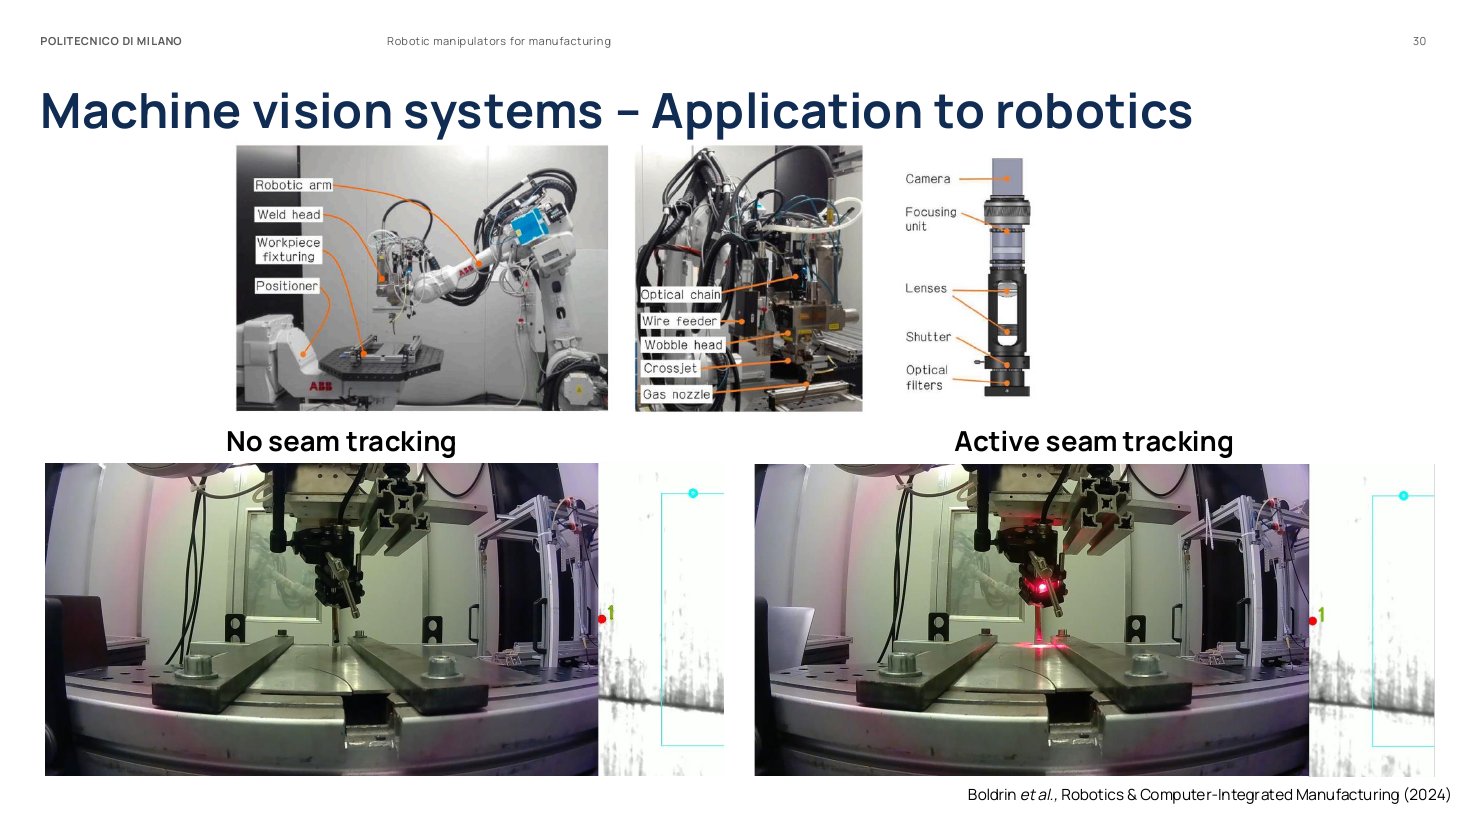 POLITECNICO DI MILANO
Robotic manipulators for manufacturing
30
Machine vision systems – Application to robotics
Robotic arm
Weld head
Workpiece
fixturing
Positioner
ABB
ABB
Optical chain
Wire feeder
Wobble head
Crossjet
Gas nozzle
Camera
Focusing
unit
Lenses
Shutter
Optical
filters
No seam tracking
Active seam tracking
1
1
Boldrin et al., Robotics & Computer-Integrated Manufacturing (2024)